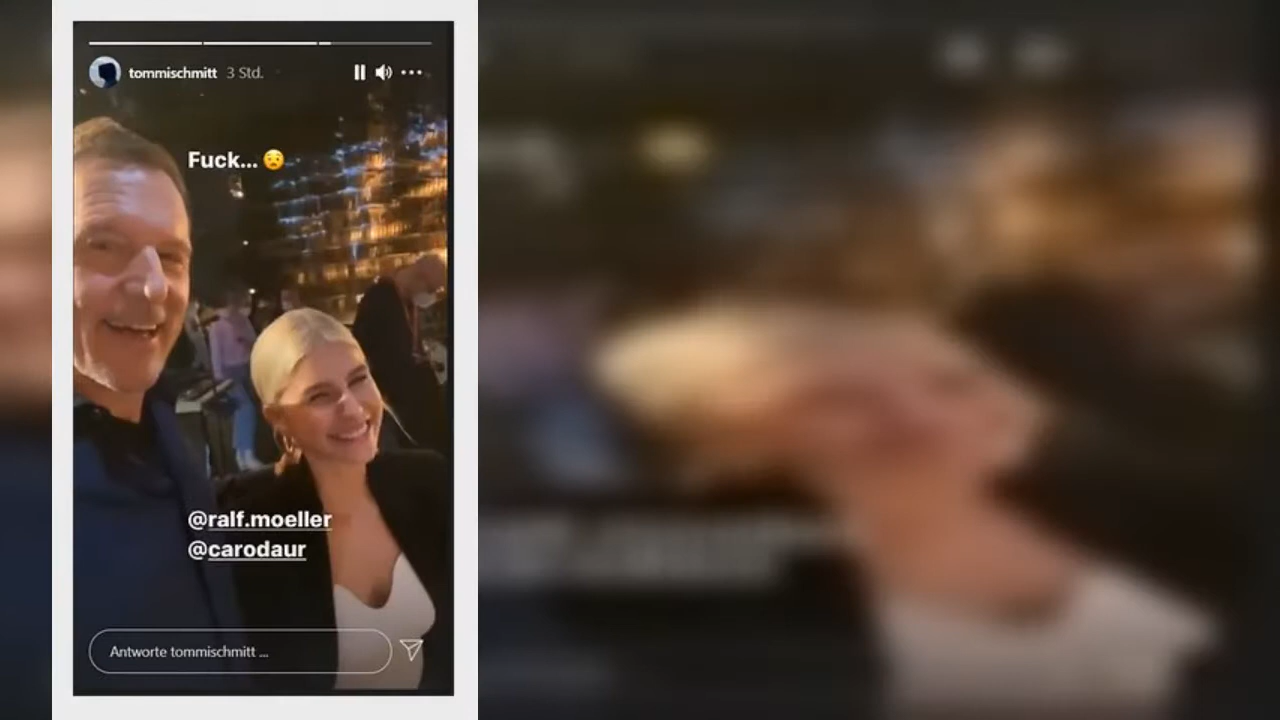 tommischmitt 3 Std.
Fuck... 😟
@ralf.moeller
@carodaur
Antworte tommischmitt ...